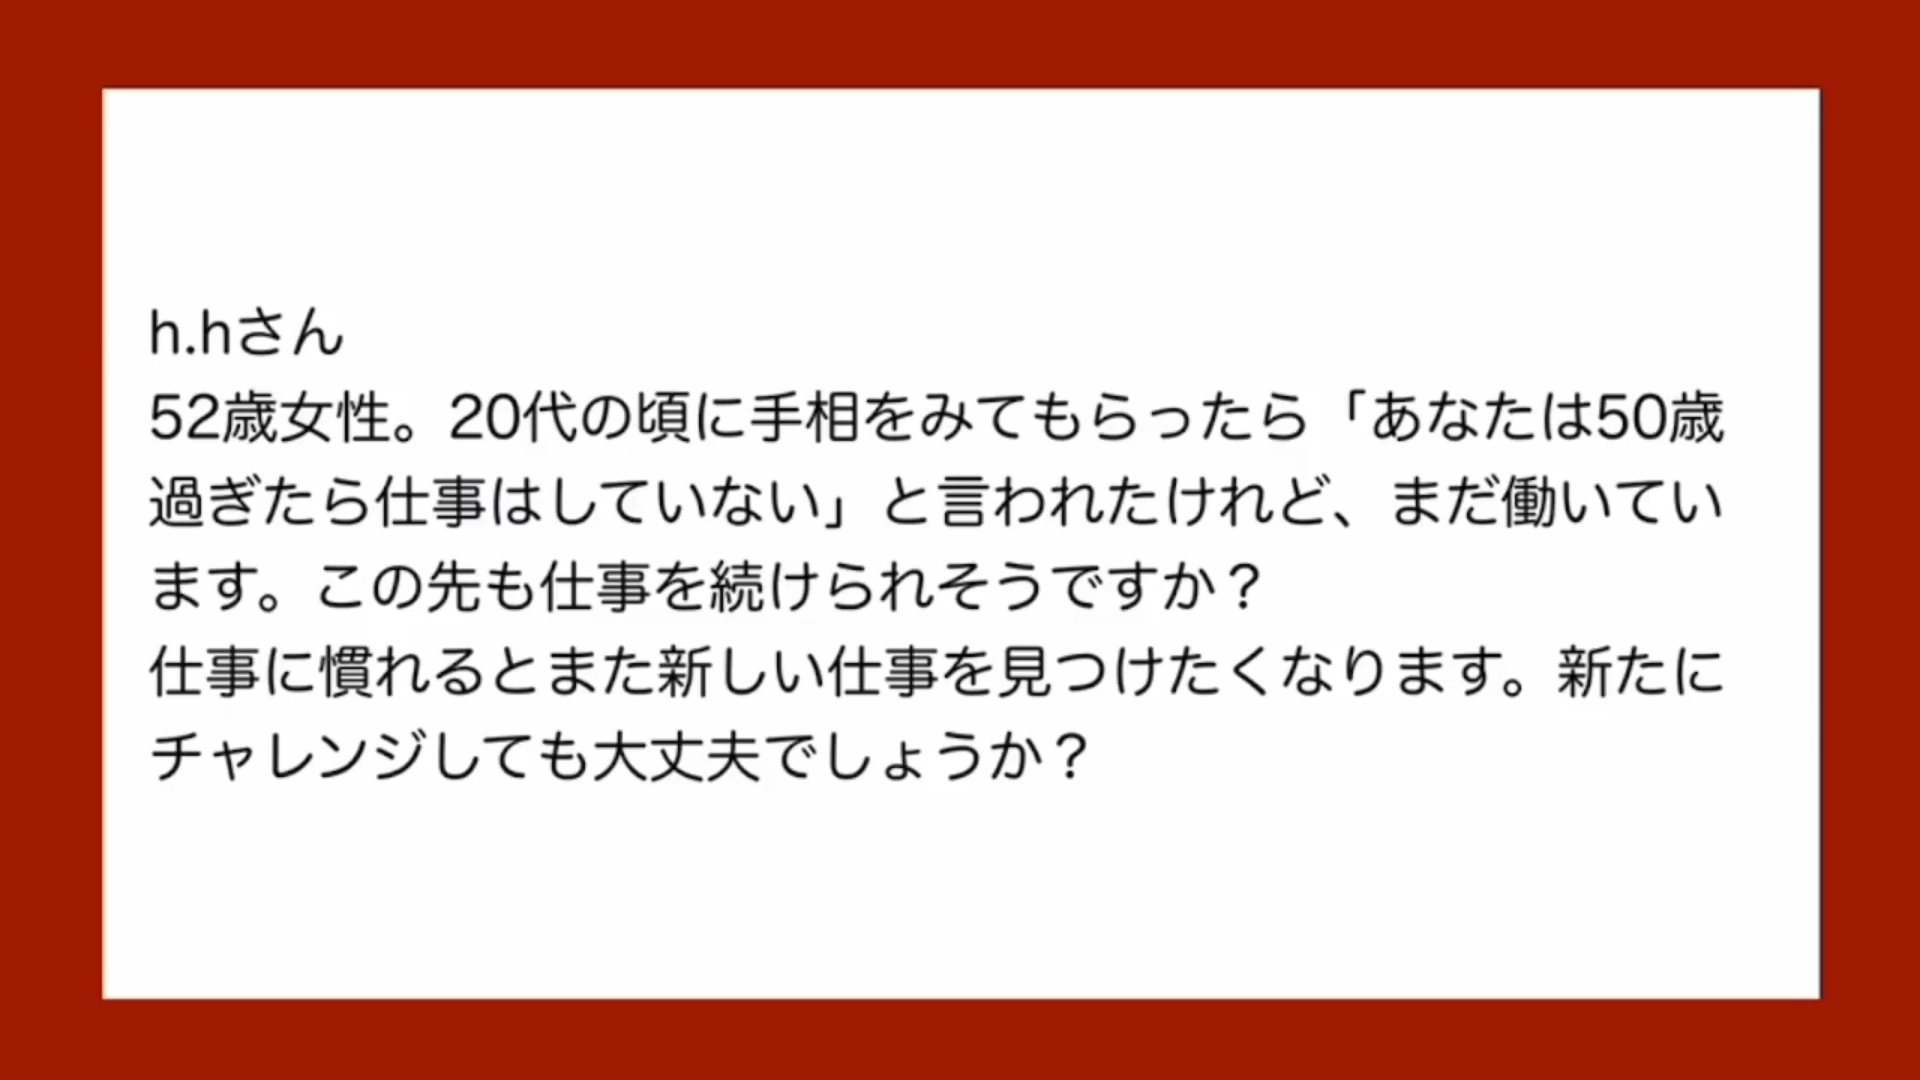 h.hさん
52歳女性。20代の頃に手相をみてもらったら「あなたは50歳
過ぎたら仕事はしていない」と言われたけれど、まだ働いてい
ます。この先も仕事を続けられそうですか？
仕事に慣れるとまた新しい仕事を見つけたくなります。新たに
チャレンジしても大丈夫でしょうか？